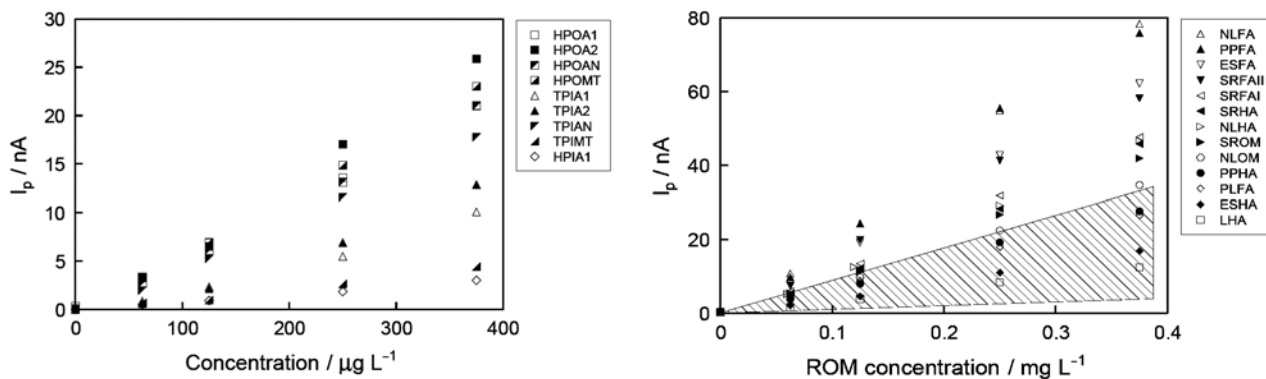 30
25
20
15
10
5
0
0
100
200
300
400
I_p / nA
Concentration / μg L⁻¹
HPOA1
HPOA2
HPOAN
HPOMT
TPIA1
TPIA2
TPIAN
TPIMT
HPIA1
80
60
40
20
0
0
0.1
0.2
0.3
0.4
I_p / nA
ROM concentration / mg L⁻¹
NLFA
PPFA
ESFA
SRFAII
SRFAI
SRHA
NLHA
SROM
NLOM
PPHA
PLFA
ESHA
LHA